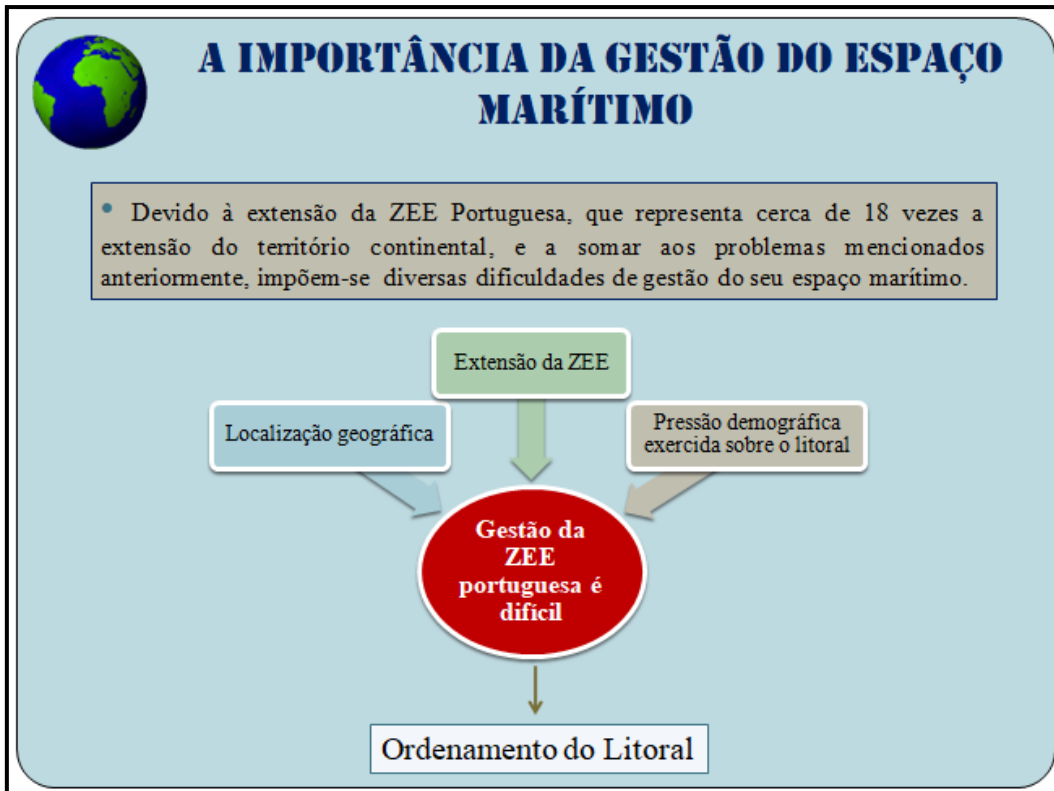 A IMPORTÂNCIA DA GESTÃO DO ESPAÇO
MARÍTIMO
• Devido à extensão da ZEE Portuguesa, que representa cerca de 18 vezes a
extensão do território continental, e a somar aos problemas mencionados
anteriormente, impõem-se diversas dificuldades de gestão do seu espaço marítimo.
Extensão da ZEE
Localização geográfica
Pressão demográfica
exercida sobre o litoral
Gestão da
ZEE
portuguesa é
difícil
Ordenamento do Litoral